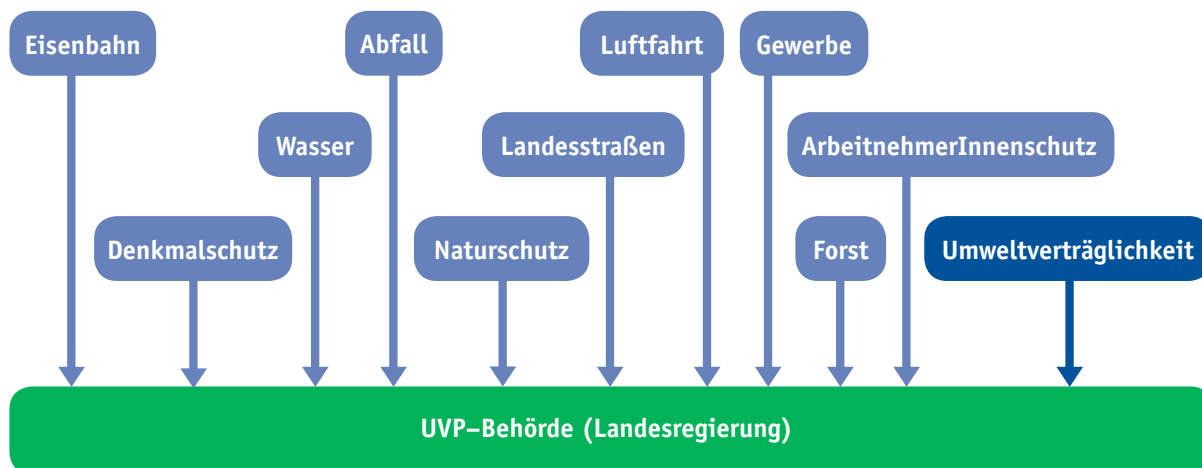 Eisenbahn
Abfall
Luftfahrt
Gewerbe
Wasser
Landesstraßen
ArbeitnehmerInnenschutz
Denkmalschutz
Naturschutz
Forst
Umweltverträglichkeit
UVP–Behörde (Landesregierung)